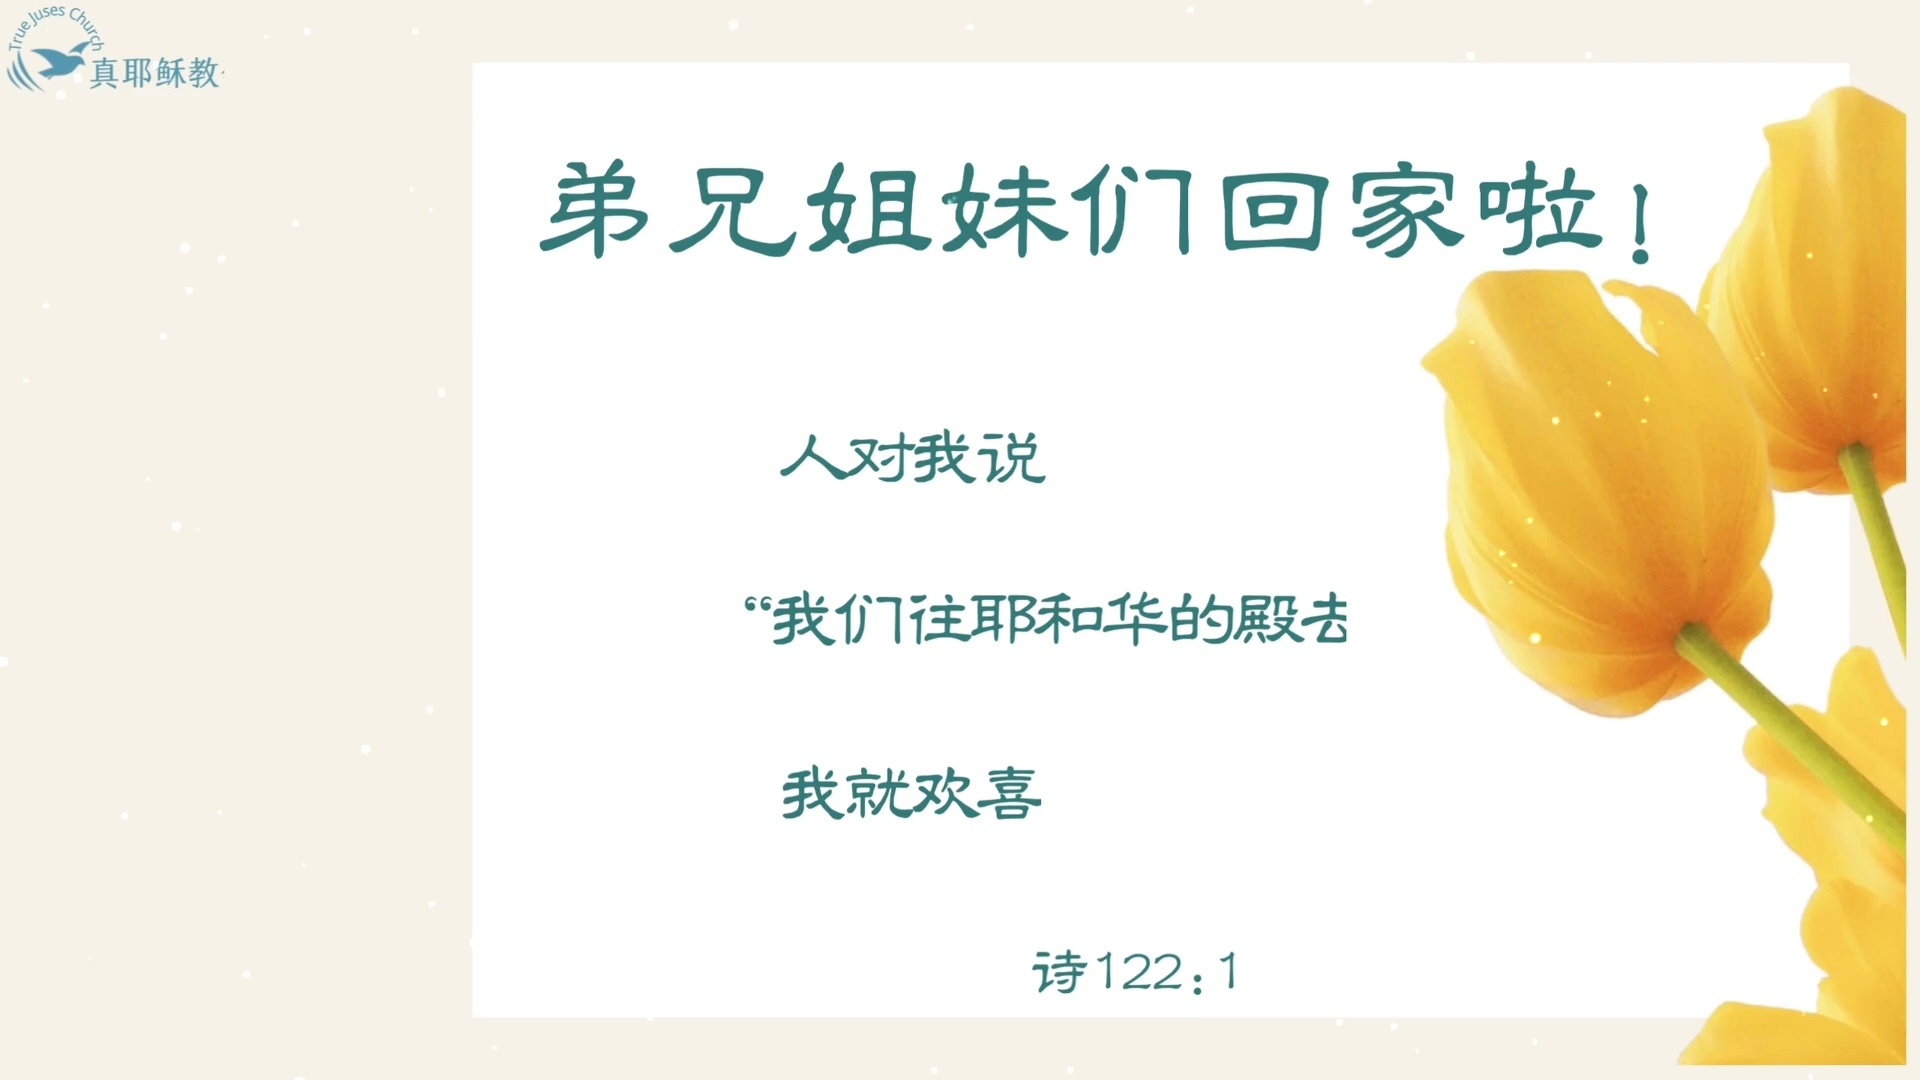 True Juses Church
真耶稣教
弟兄姐妹们回家啦！
人对我说
“我们往耶和华的殿去
我就欢喜
诗122：1